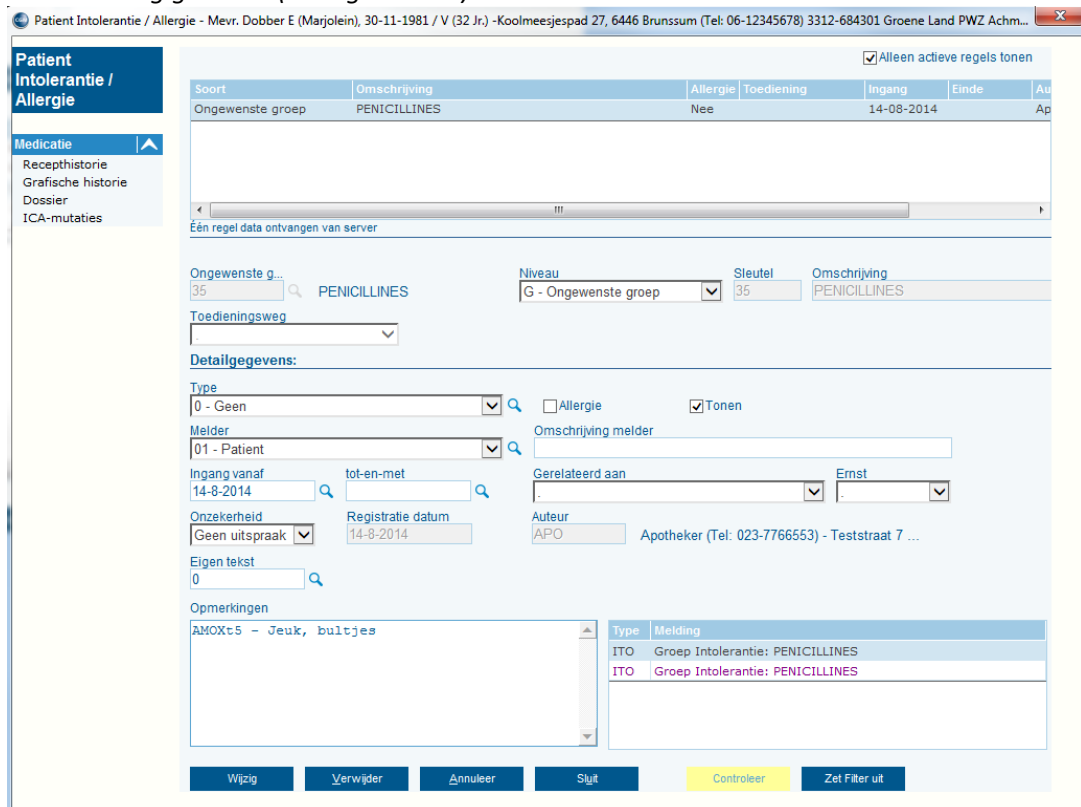 Patient Intolerantie / Allergie - Mevr. Dobber E (Marjolein), 30-11-1981 / V (32 Jr.) -Koolmeesjespad 27, 6446 Brunssum (Tel: 06-12345678) 3312-684301 Groene Land PWZ Achm...
Patient
Intolerantie /
Allergie
Alleen actieve regels tonen
Soort Omschrijving Allergie Toediening Ingang Einde Au
Ongewenste groep PENICILLINES Nee 14-08-2014 Ap
Medicatie
Recepthistorie
Grafische historie
Dossier
ICA-mutaties
Één regel data ontvangen van server
Ongewenste g... Niveau Sleutel Omschrijving
35 PENICILLINES G - Ongewenste groep 35 PENICILLINES
Toedieningsweg
.
Detailgegevens:
Type
0 - Geen Allergie Tonen
Melder Omschrijving melder
01 - Patient
Ingang vanaf tot-en-met Gerelateerd aan Ernst
14-8-2014 . .
Onzekerheid Registratie datum Auteur
Geen uitspraak 14-8-2014 APO Apotheker (Tel: 023-7766553) - Teststraat 7 ...
Eigen tekst
0
Opmerkingen
AMOXt5 - Jeuk, bultjes
Type Melding
ITO Groep Intolerantie: PENICILLINES
ITO Groep Intolerantie: PENICILLINES
Wijzig Verwijder Annuleer Sluit Controleer Zet Filter uit